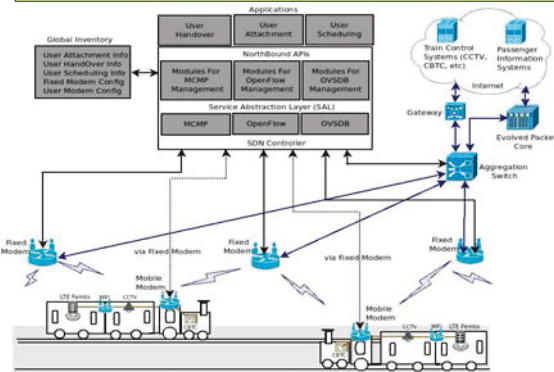 Applications
Global Inventory
User Handover
User Attachment
User Scheduling
User Attachment Info
User HandOver Info
User Scheduling Info
Fixed Modem Config
User Modem Config
NorthBound APIs
Modules For MCMP Management
Modules For OpenFlow Management
Modules For OVSDB Management
Service Abstraction Layer (SAL)
MCMP
OpenFlow
OVSDB
SDN Controller
Train Control Systems (CCTV, CBTC, etc)
Passenger Information Systems
Internet
Gateway
Evolved Packet Core
Aggregation Switch
Fixed Modem
via Fixed Modem
Fixed Modem
via Fixed Modem
Fixed Modem
Mobile Modem
LTE Femto
WiFi
CCTV
CBTC
Mobile Modem
CBTC
CCTV
WiFi
LTE Femto